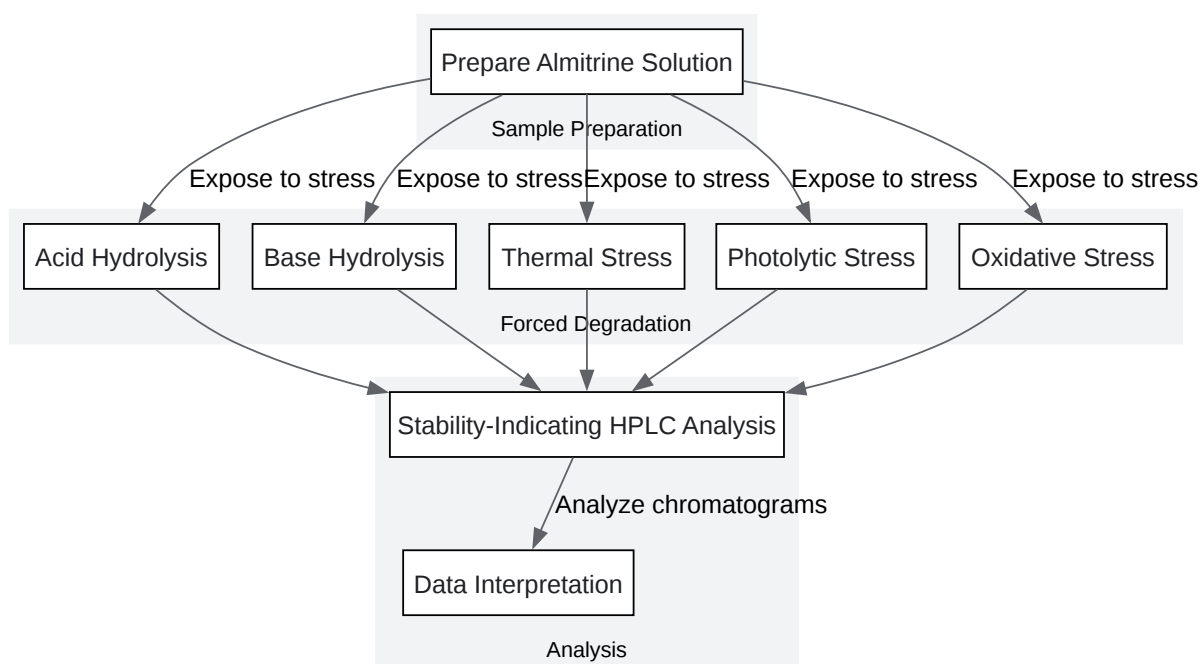 Prepare Almitrine Solution
Sample Preparation
Expose to stress
Expose to stress
Expose to stress
Expose to stress
Expose to stress
Acid Hydrolysis
Base Hydrolysis
Thermal Stress
Photolytic Stress
Oxidative Stress
Forced Degradation
Stability-Indicating HPLC Analysis
Analyze chromatograms
Data Interpretation
Analysis